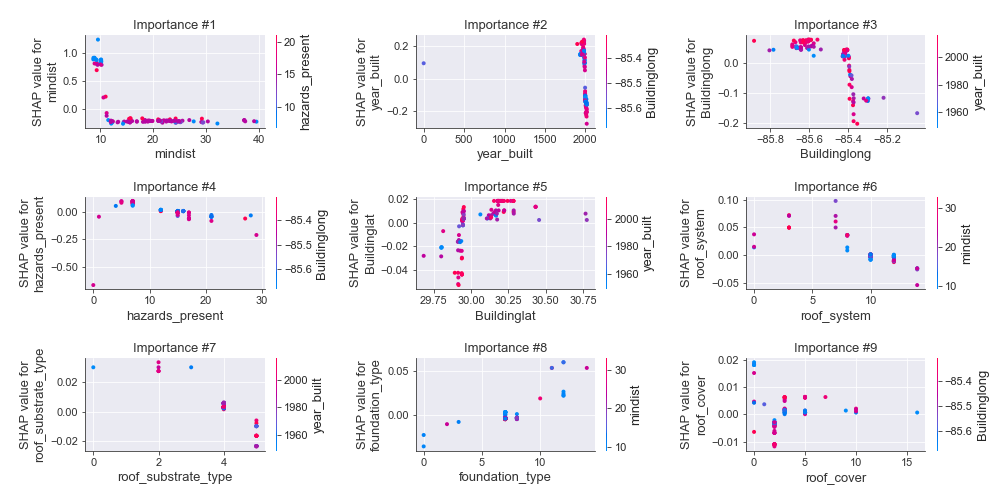 Importance #1
SHAP value for
mindist
1.0
0.5
0.0
10
20
30
40
mindist
20
15
10
hazards_present
Importance #2
SHAP value for
year_built
0.2
0.0
−0.2
0
500
1000
1500
2000
year_built
−85.4
−85.5
−85.6
Buildinglong
Importance #3
SHAP value for
Buildinglong
0.0
−0.1
−0.2
−85.8
−85.6
−85.4
−85.2
Buildinglong
2000
1980
1960
year_built
Importance #4
SHAP value for
hazards_present
0.00
−0.25
−0.50
0
10
20
30
hazards_present
−85.4
−85.5
−85.6
Buildinglong
Importance #5
SHAP value for
Buildinglat
0.02
0.00
−0.02
−0.04
29.75
30.00
30.25
30.50
30.75
Buildinglat
2000
1980
1960
year_built
Importance #6
SHAP value for
roof_system
0.10
0.05
0.00
−0.05
0
5
10
roof_system
30
20
10
mindist
Importance #7
SHAP value for
roof_substrate_type
0.02
0.00
−0.02
0
2
4
roof_substrate_type
2000
1980
1960
year_built
Importance #8
SHAP value for
foundation_type
0.05
0.00
0
5
10
foundation_type
30
20
10
mindist
Importance #9
SHAP value for
roof_cover
0.02
0.01
0.00
−0.01
0
5
10
15
roof_cover
−85.4
−85.5
−85.6
Buildinglong